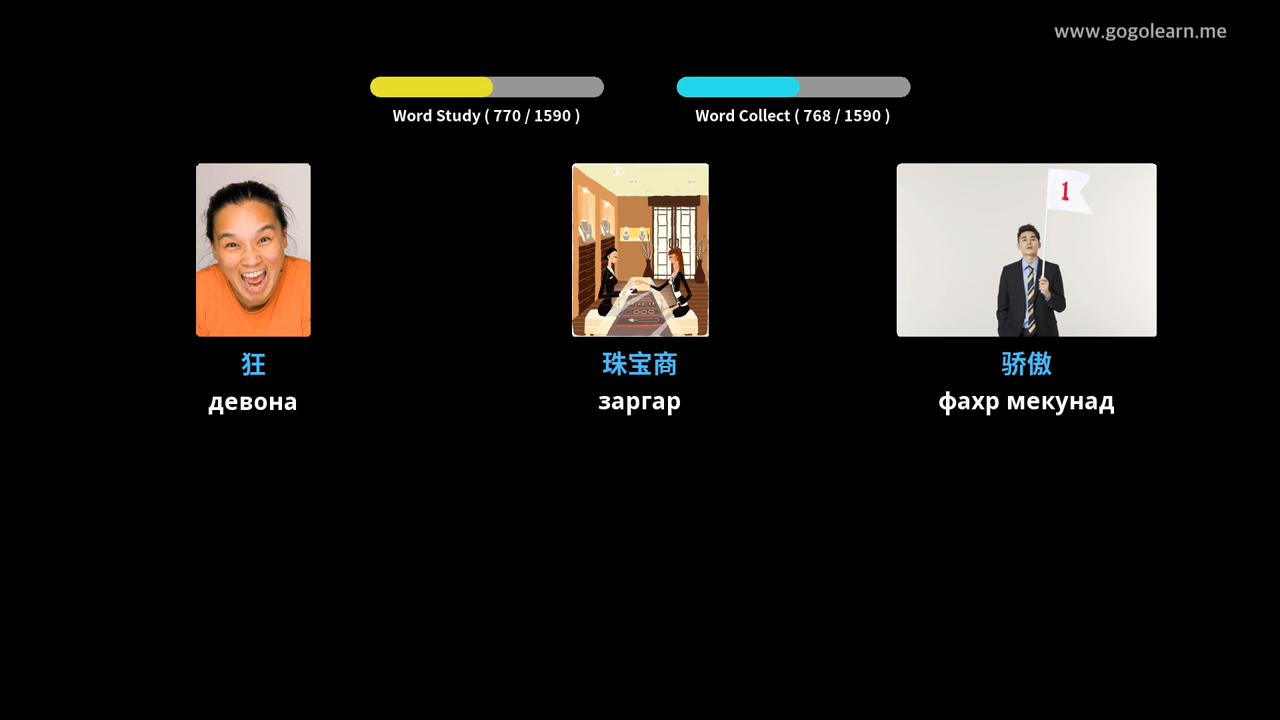 www.gogolearn.me
Word Study ( 770 / 1590 )
Word Collect ( 768 / 1590 )
1
狂
девона
珠宝商
заргар
骄傲
фахр мекунад